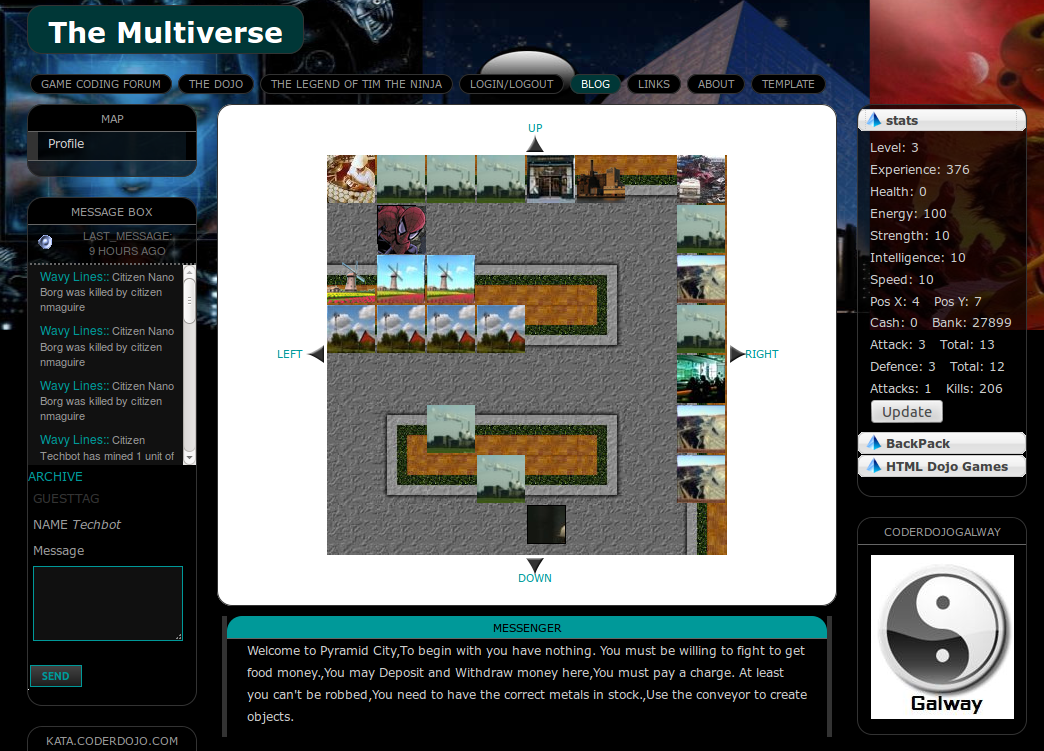 The Multiverse
GAME CODING FORUM
THE DOJO
THE LEGEND OF TIM THE NINJA
LOGIN/LOGOUT
BLOG
LINKS
ABOUT
TEMPLATE
MAP
Profile
MESSAGE BOX
LAST_MESSAGE:
9 HOURS AGO
Wavy Lines:: Citizen Nano
Borg was killed by citizen
nmaguire
Wavy Lines:: Citizen Nano
Borg was killed by citizen
nmaguire
Wavy Lines:: Citizen Nano
Borg was killed by citizen
nmaguire
Wavy Lines:: Citizen
Techbot has mined 1 unit of
ARCHIVE
GUESTTAG
NAME Techbot
Message
SEND
KATA.CODERDOJO.COM
UP
LEFT
RIGHT
DOWN
MESSENGER
Welcome to Pyramid City,To begin with you have nothing. You must be willing to fight to get
food money.,You may Deposit and Withdraw money here,You must pay a charge. At least
you can't be robbed,You need to have the correct metals in stock.,Use the conveyor to create
objects.
stats
Level: 3
Experience: 376
Health: 0
Energy: 100
Strength: 10
Intelligence: 10
Speed: 10
Pos X: 4 Pos Y: 7
Cash: 0 Bank: 27899
Attack: 3 Total: 13
Defence: 3 Total: 12
Attacks: 1 Kills: 206
Update
BackPack
HTML Dojo Games
CODERDOJOGALWAY
Galway